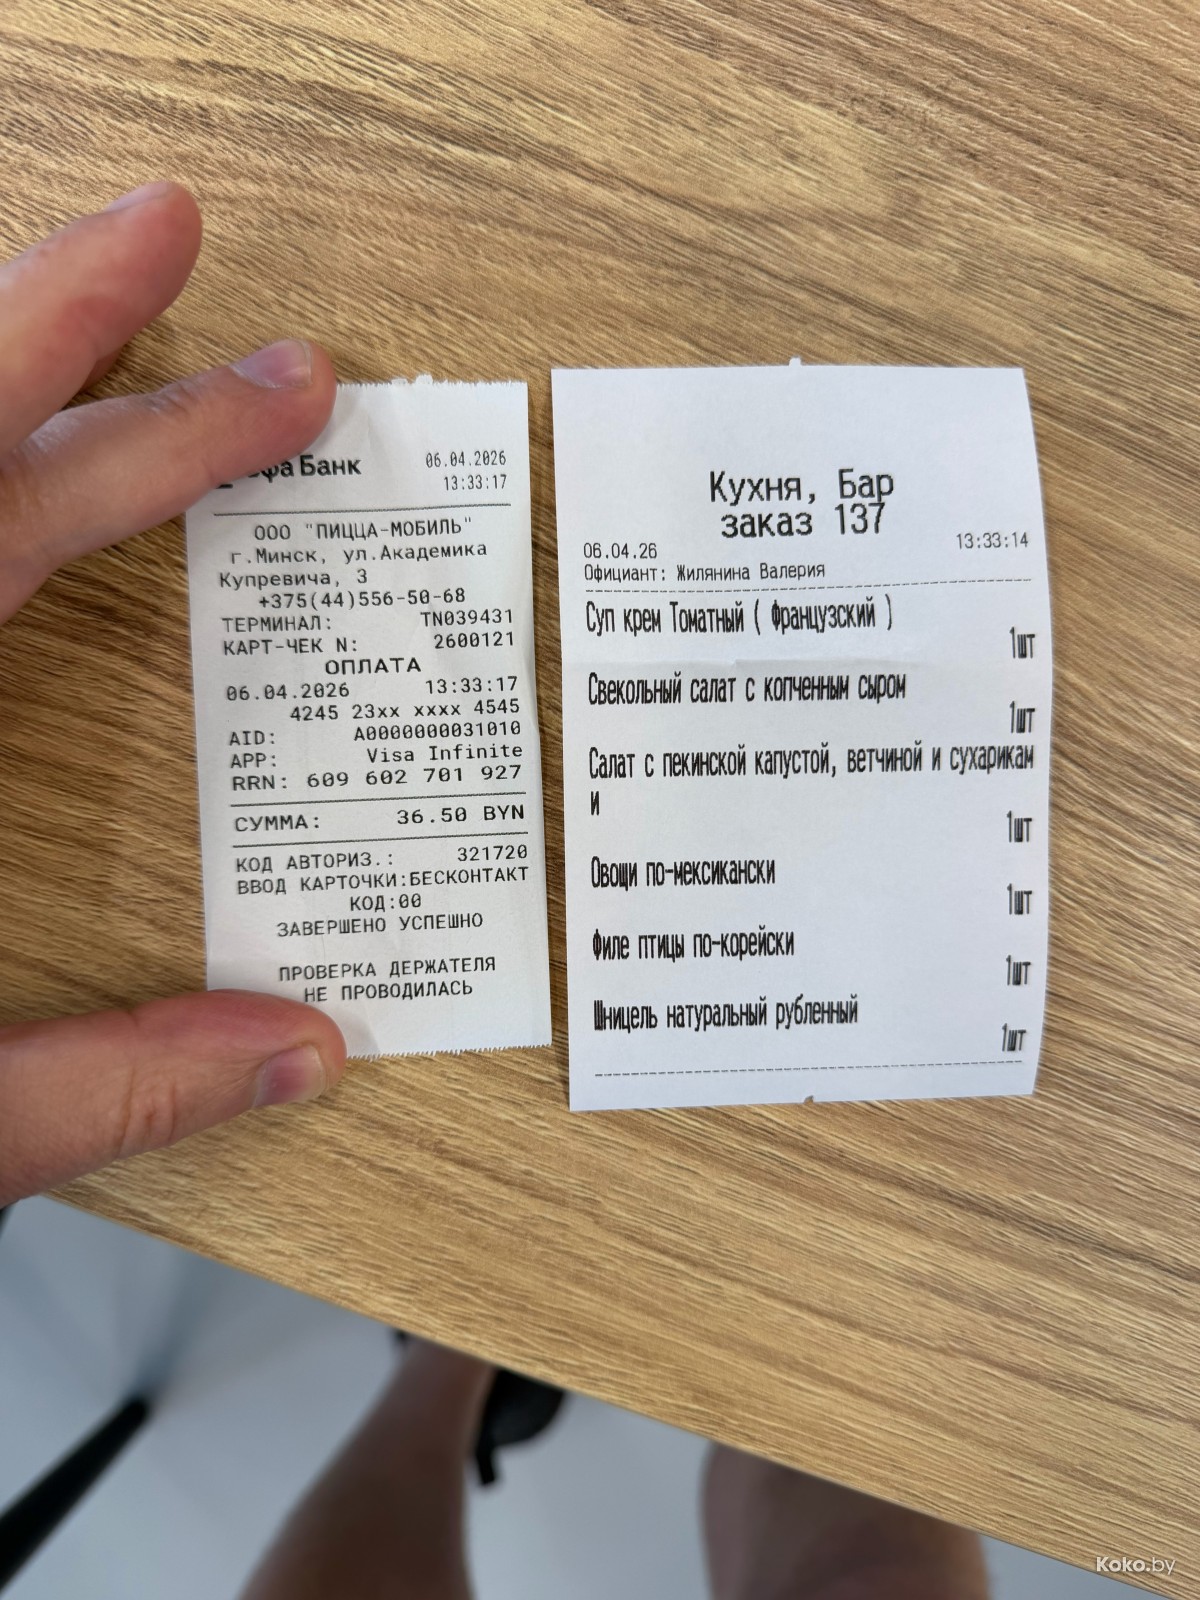 Банк
06.04.2026
13:33:17
ООО "ПИЦЦА-МОБИЛЬ"
г.Минск, ул.Академика
Купревича, 3
+375(44)556-50-68
ТЕРМИНАЛ: TN039431
КАРТ-ЧЕК N: 2600121
ОПЛАТА
06.04.2026 13:33:17
4245 23xx xxxx 4545
AID: A0000000031010
APP: Visa Infinite
RRN: 609 602 701 927
СУММА: 36.50 BYN
КОД АВТОРИЗ.: 321720
ВВОД КАРТОЧКИ:БЕСКОНТАКТ
КОД:00
ЗАВЕРШЕНО УСПЕШНО
ПРОВЕРКА ДЕРЖАТЕЛЯ
НЕ ПРОВОДИЛАСЬ
Кухня, Бар
заказ 137
06.04.26 13:33:14
Официант: Жилянина Валерия
Суп крем Томатный ( Французский )
1шт
Свекольный салат с копченным сыром
1шт
Салат с пекинской капустой, ветчиной и сухарикам
и
1шт
Овощи по-мексикански
1шт
Филе птицы по-корейски
1шт
Шницель натуральный рубленный
1шт
Koko.by